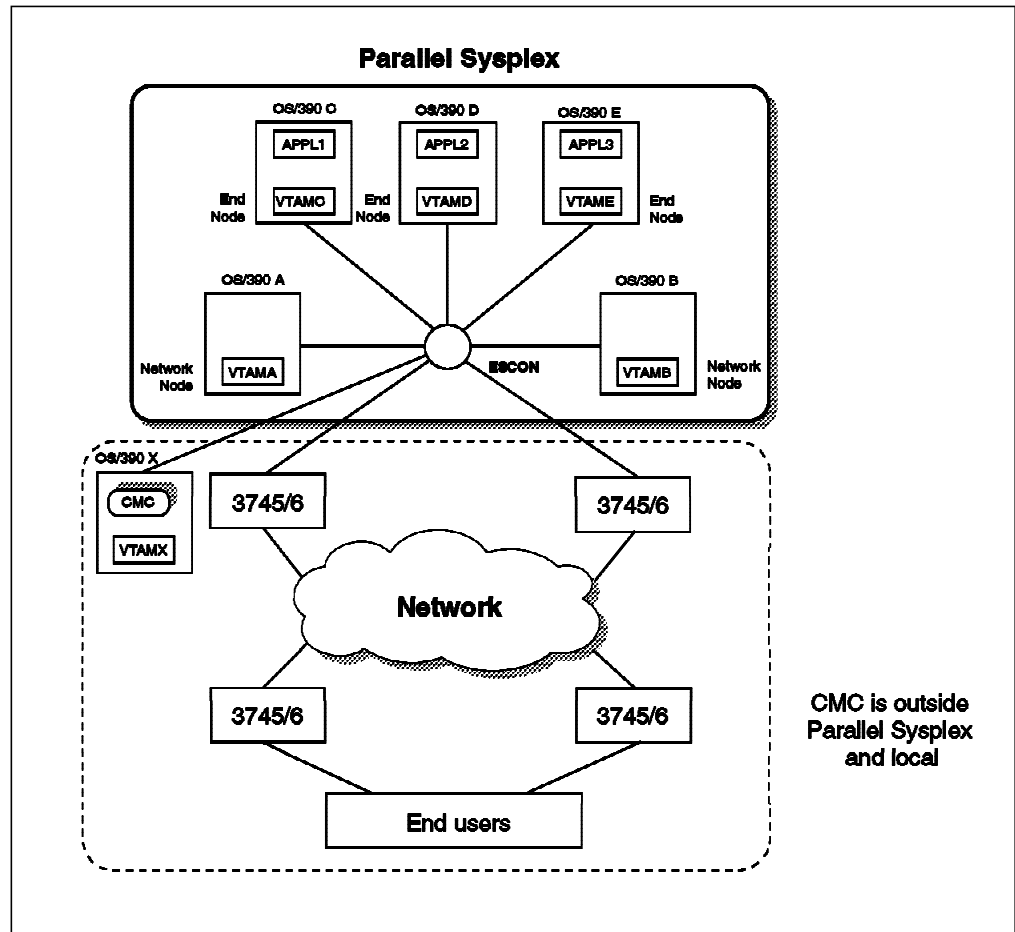 Parallel Sysplex
OS/390 C
OS/390 D
OS/390 E
APPL1
APPL2
APPL3
End
Node
VTAMC
End
Node
VTAMD
VTAME
End
Node
OS/390 A
OS/390 B
Network
Node
VTAMA
ESCON
VTAMB
Network
Node
OS/390 X
CMC
VTAMX
3745/6
3745/6
Network
3745/6
3745/6
CMC is outside
Parallel Sysplex
and local
End users